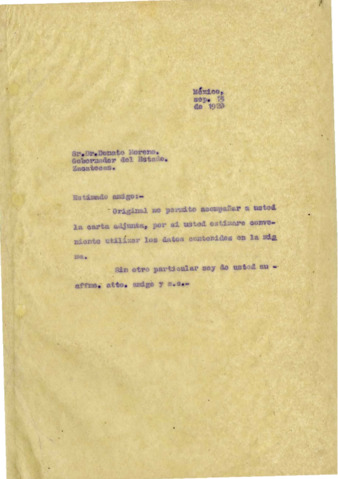 México,
sep. 18
de 1920
Sr. Dr. Donato Moreno.
Gobernador del Estado.
Zacatecas.
Estimado amigo:-
Original me permito acompañar a usted
la carta adjunta, por si usted estimare conve-
niente utilizar los datos contenidos en la mis
ma.
Sin otro particular soy de usted su -
affmo. atto. amigo y s.s.-